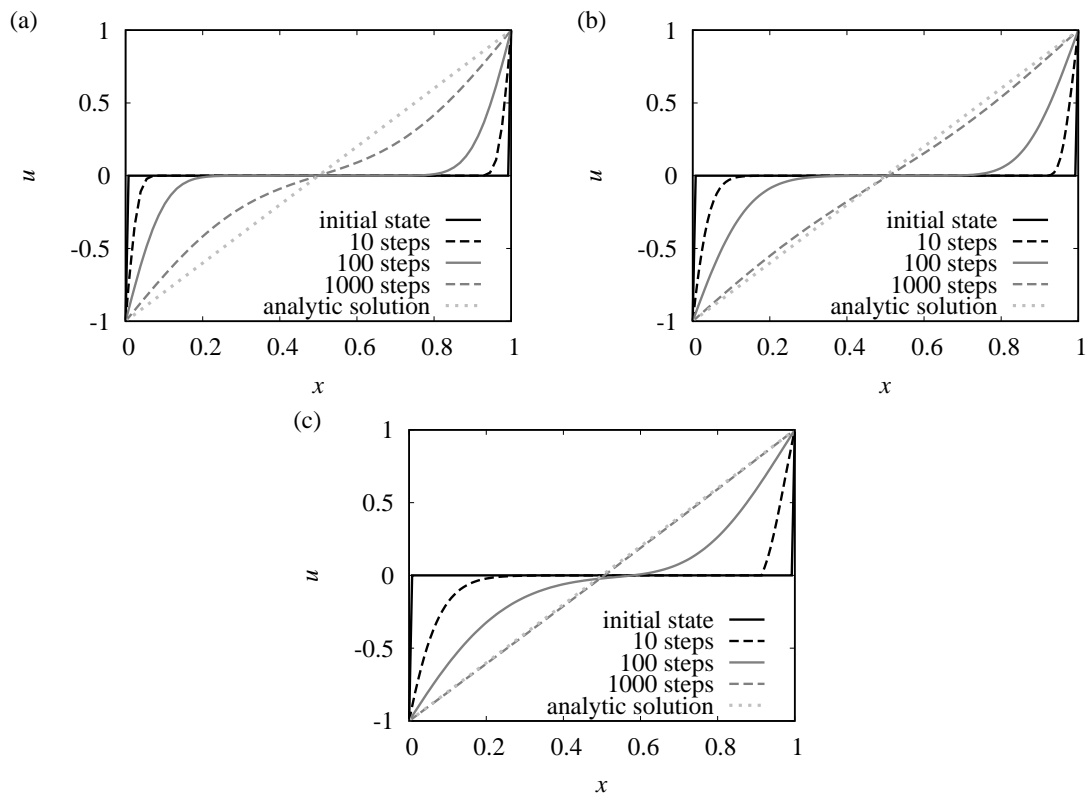 (a)
1
0.5
0
-0.5
-1
u
initial state
10 steps
100 steps
1000 steps
analytic solution
0 0.2 0.4 0.6 0.8 1
x
(b)
1
0.5
0
-0.5
-1
u
initial state
10 steps
100 steps
1000 steps
analytic solution
0 0.2 0.4 0.6 0.8 1
x
(c)
1
0.5
0
-0.5
-1
u
initial state
10 steps
100 steps
1000 steps
analytic solution
0 0.2 0.4 0.6 0.8 1
x